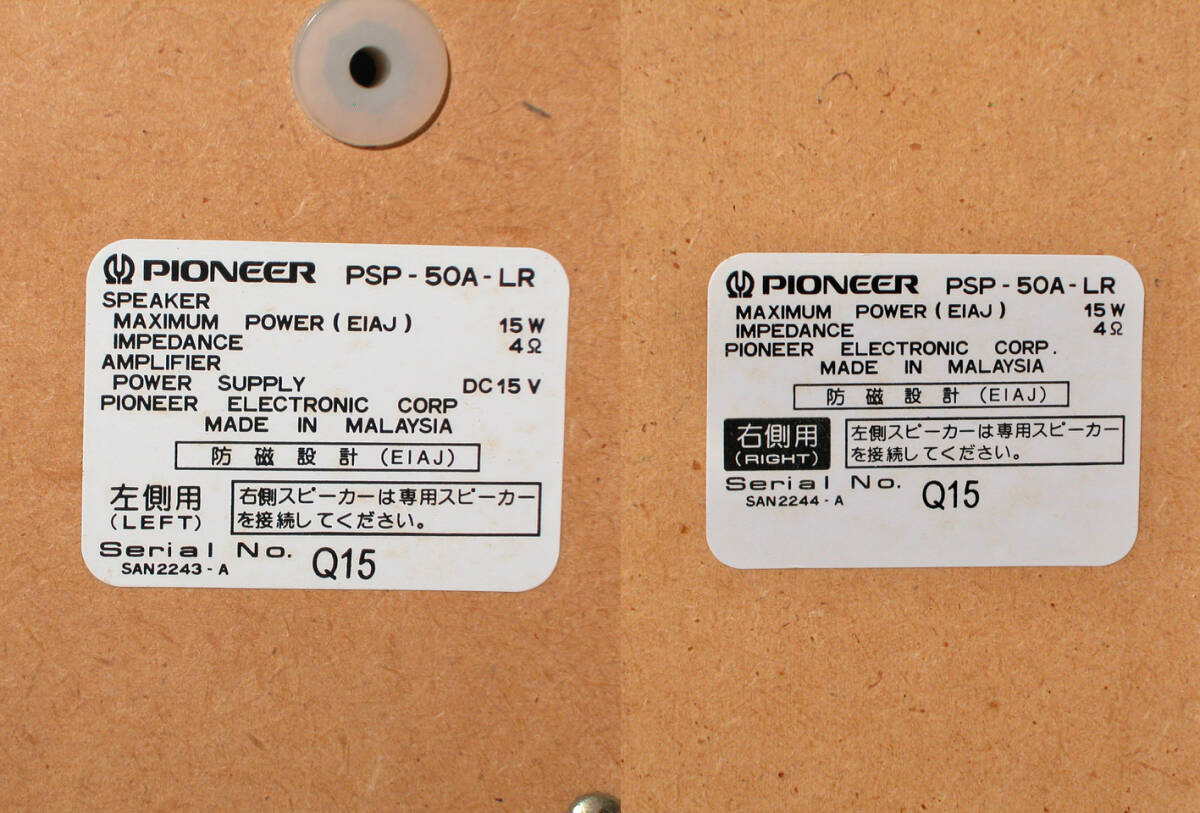 PIONEER PSP-50A-LR
SPEAKER
MAXIMUM POWER (EIAJ) 15W
IMPEDANCE 4Ω
AMPLIFIER
POWER SUPPLY DC15V
PIONEER ELECTRONIC CORP
MADE IN MALAYSIA
防磁設計(EIAJ)
左側用
(LEFT)
右側スピーカーは専用スピーカー
を接続してください。
Serial No. Q15
SAN2243-A
PIONEER PSP-50A-LR
MAXIMUM POWER (EIAJ) 15W
IMPEDANCE 4Ω
PIONEER ELECTRONIC CORP.
MADE IN MALAYSIA
防磁設計(EIAJ)
右側用
(RIGHT)
左側スピーカーは専用スピーカー
を接続してください。
Serial No. Q15
SAN2244-A